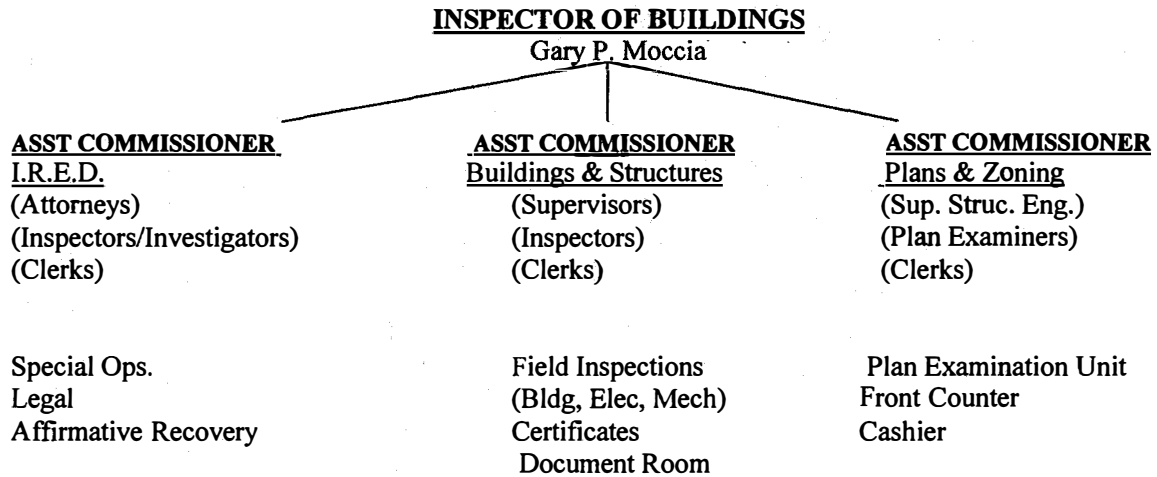 INSPECTOR OF BUILDINGS
Gary P. Moccia
ASST COMMISSIONER
I.R.E.D.
(Attorneys)
(Inspectors/Investigators)
(Clerks)
Special Ops.
Legal
Affirmative Recovery
ASST COMMISSIONER
Buildings & Structures
(Supervisors)
(Inspectors)
(Clerks)
Field Inspections
(Bldg, Elec, Mech)
Certificates
Document Room
ASST COMMISSIONER
Plans & Zoning
(Sup. Struc. Eng.)
(Plan Examiners)
(Clerks)
Plan Examination Unit
Front Counter
Cashier